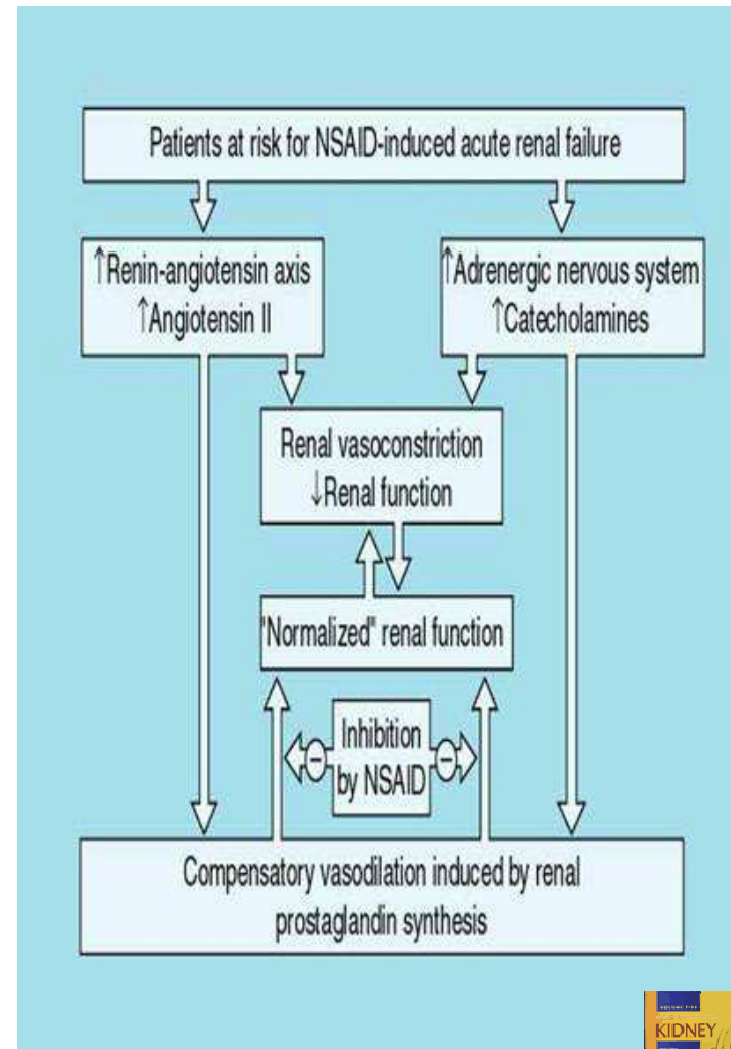 Patients at risk for NSAID-induced acute renal failure
↑Renin-angiotensin axis
↑Angiotensin II
↑Adrenergic nervous system
↑Catecholamines
Renal vasoconstriction
↓Renal function
"Normalized" renal function
Inhibition
by NSAID
Compensatory vasodilation induced by renal
prostaglandin synthesis
KIDNEY